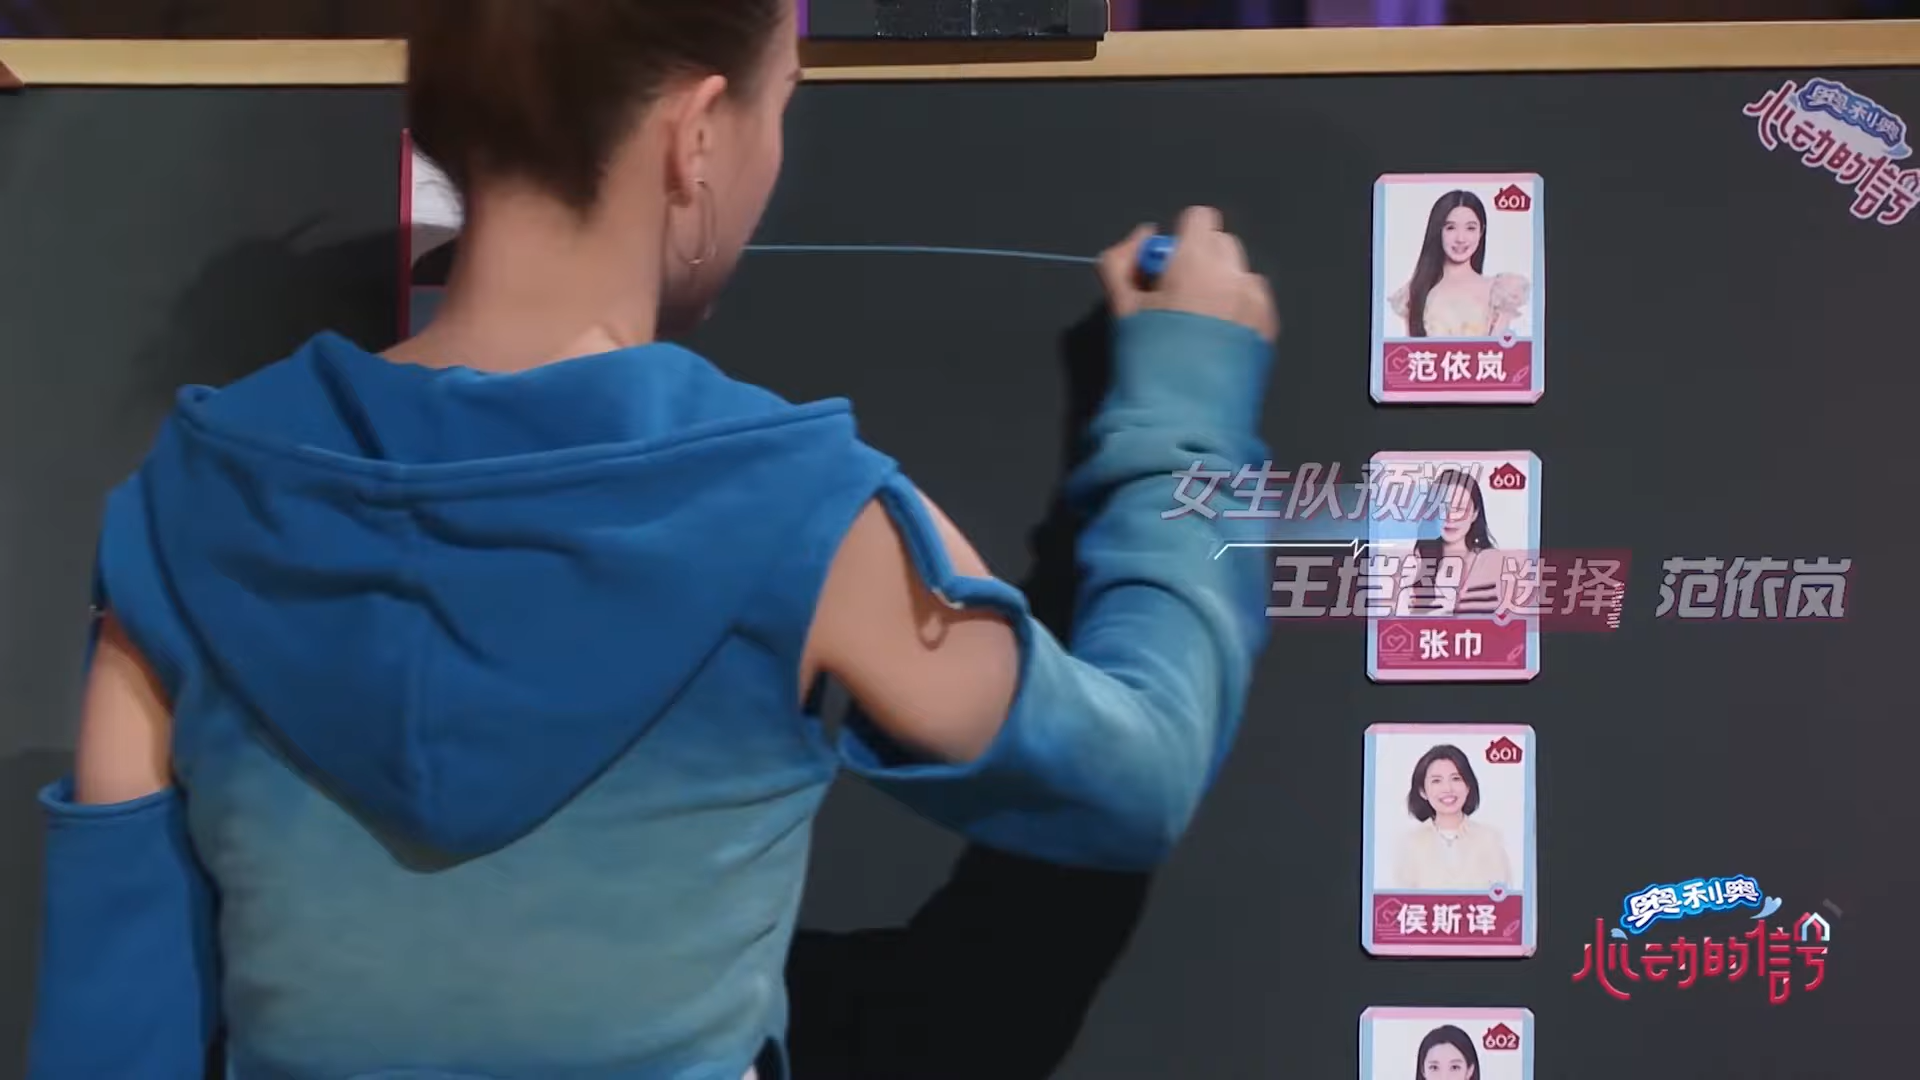 奥利奥
心动的信号
601
范依岚
601
女生队预测
王垲智 选择 范依岚
张巾
601
侯斯译
奥利奥
心动的信号
602